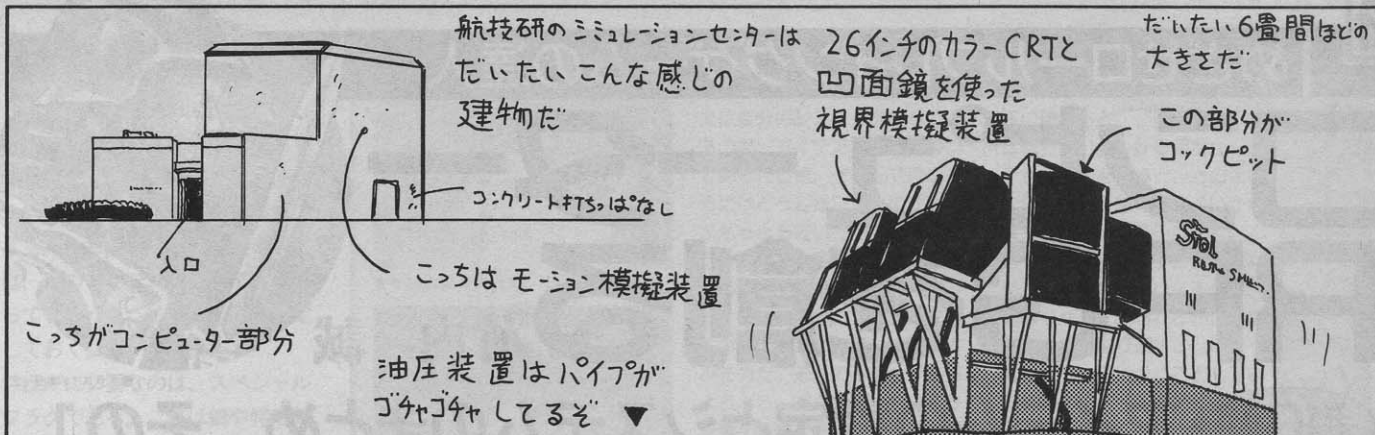 航技研のシミュレーションセンターは
だいたい こんな感じの
建物だ
コンクリート打ちっぱなし
入口
こっちは モーション模擬装置
こっちがコンピューター部分
油圧装置はパイプが
ゴチャゴチャしてるぞ ▼
26インチのカラーCRTと
凹面鏡を使った
視界模擬装置
だいたい6畳間ほどの
大きさだ
この部分が
コックピット
STOL